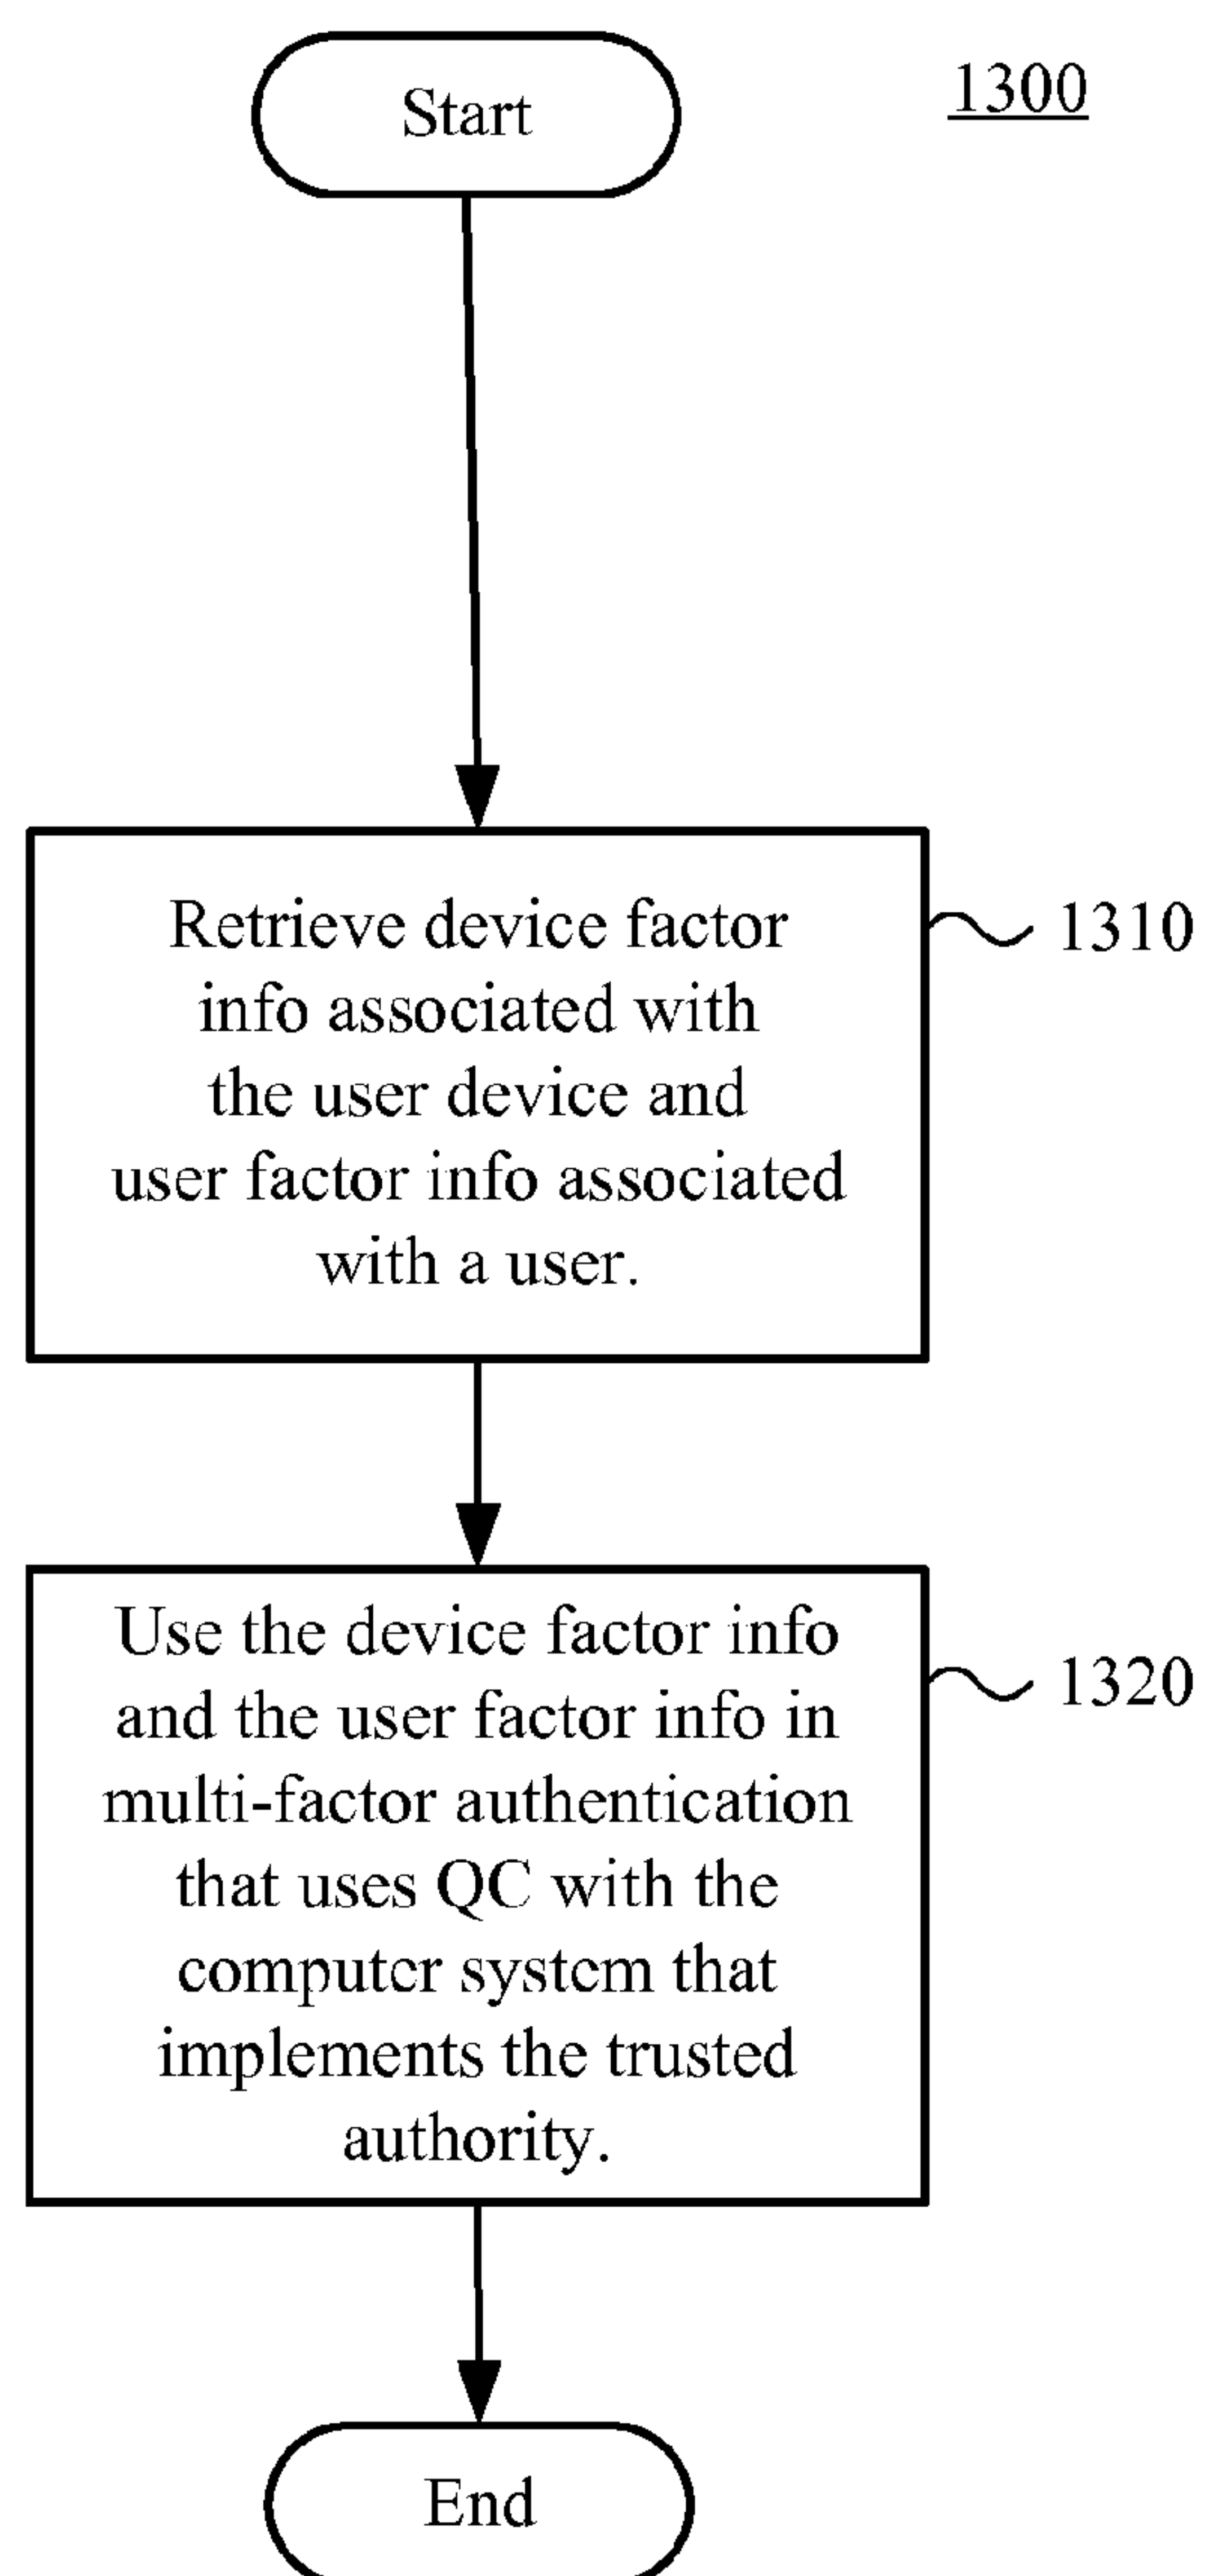 Start
1300
Retrieve device factor
info associated with
the user device and
user factor info associated
with a user.
1310
Use the device factor info
and the user factor info in
multi-factor authentication
that uses QC with the
computer system that
implements the trusted
authority.
1320
End